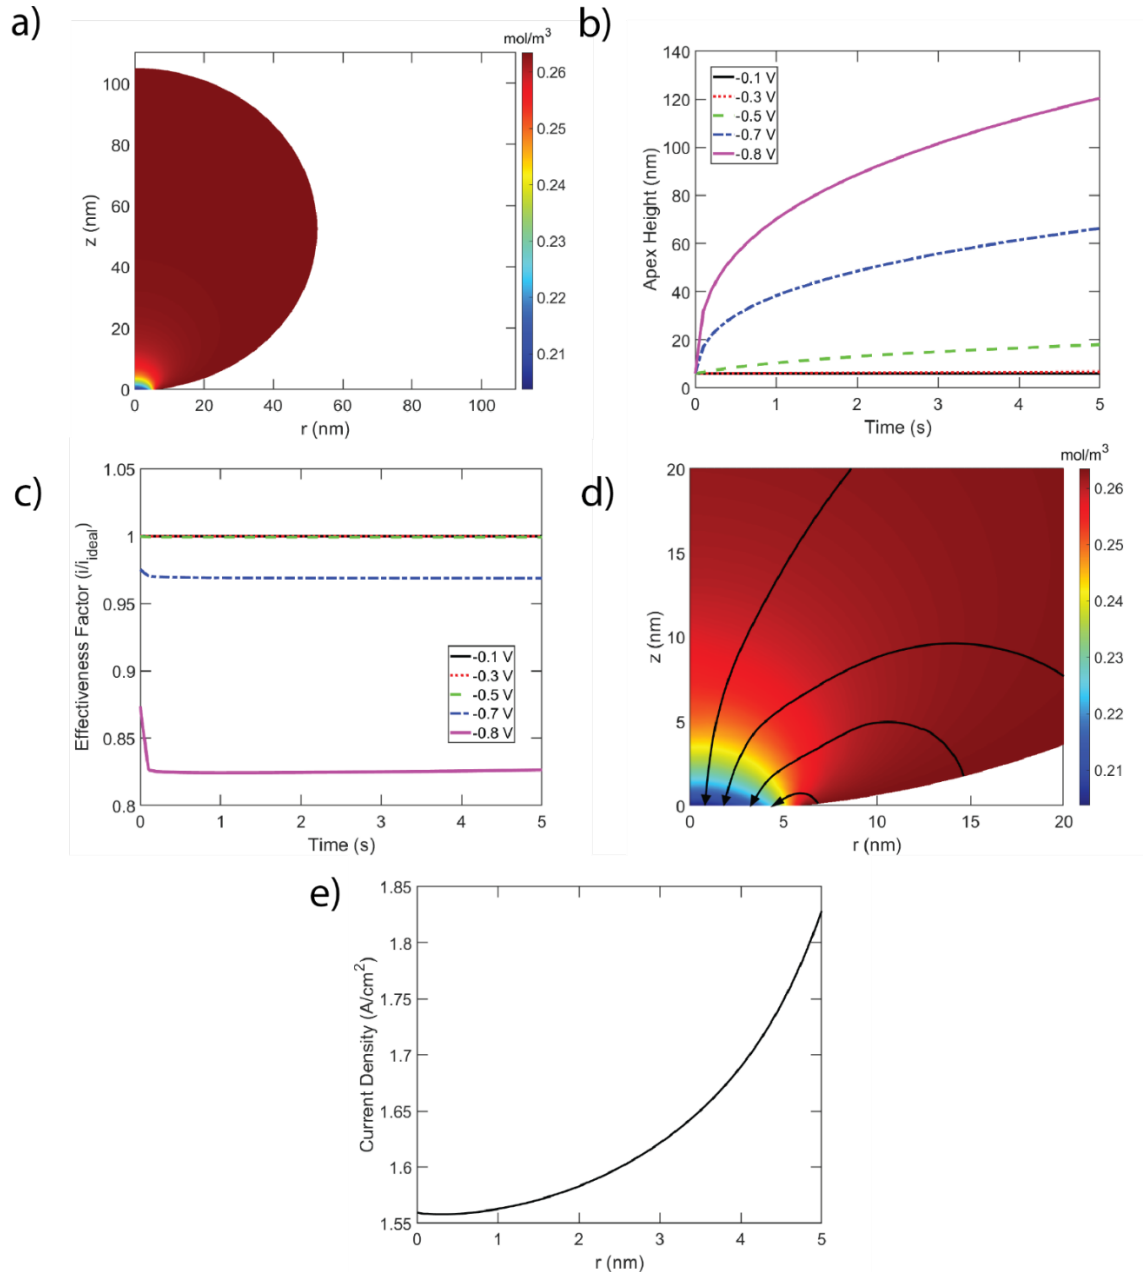 a)
mol/m³
z (nm)
100
80
60
40
20
0
0 20 40 60 80 100
r (nm)
0.26
0.25
0.24
0.23
0.22
0.21
b)
Apex Height (nm)
140
120
100
80
60
40
20
0
0 1 2 3 4 5
Time (s)
-0.1 V
-0.3 V
-0.5 V
-0.7 V
-0.8 V
c)
Effectiveness Factor (i/i_ideal)
1.05
1
0.95
0.9
0.85
0.8
0 1 2 3 4 5
Time (s)
-0.1 V
-0.3 V
-0.5 V
-0.7 V
-0.8 V
d)
mol/m³
z (nm)
20
15
10
5
0
0 5 10 15 20
r (nm)
0.26
0.25
0.24
0.23
0.22
0.21
e)
Current Density (A/cm²)
1.85
1.8
1.75
1.7
1.65
1.6
1.55
0 1 2 3 4 5
r (nm)